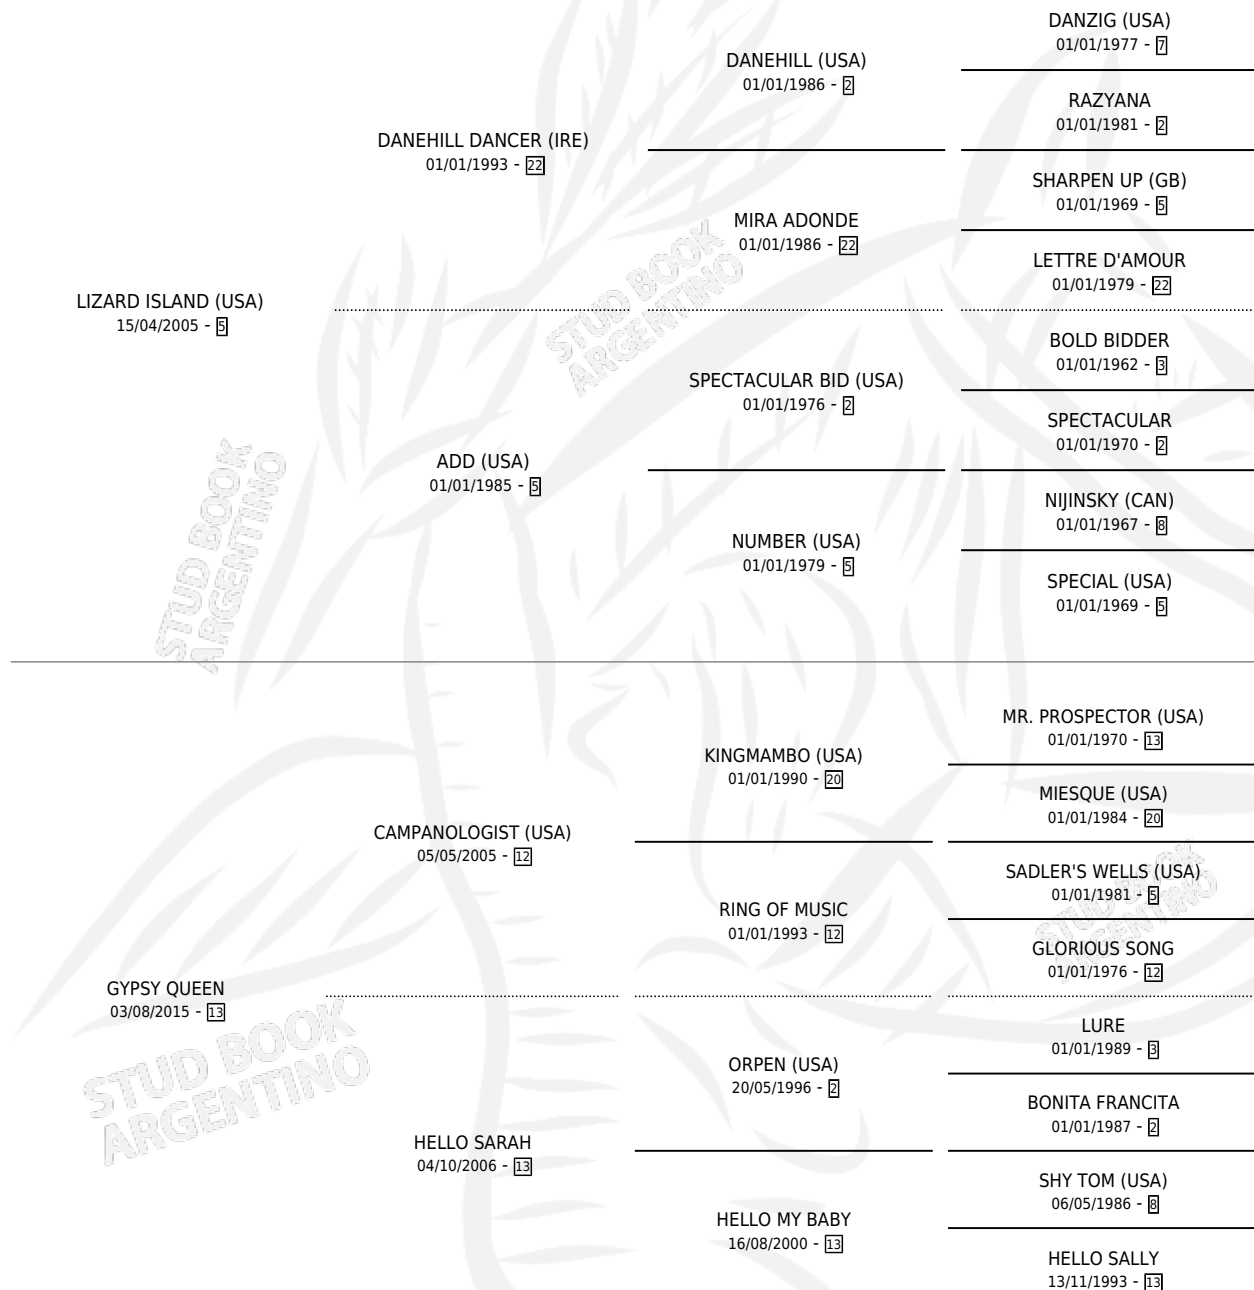 LIZARD ISLAND (USA)
15/04/2005 - 5
DANEHILL DANCER (IRE)
01/01/1993 - 22
ADD (USA)
01/01/1985 - 5
DANEHILL (USA)
01/01/1986 - 2
MIRA ADONDE
01/01/1986 - 22
SPECTACULAR BID (USA)
01/01/1976 - 2
NUMBER (USA)
01/01/1979 - 5
DANZIG (USA)
01/01/1977 - 7
RAZYANA
01/01/1981 - 2
SHARPEN UP (GB)
01/01/1969 - 5
LETTRE D'AMOUR
01/01/1979 - 22
BOLD BIDDER
01/01/1962 - 3
SPECTACULAR
01/01/1970 - 2
NIJINSKY (CAN)
01/01/1967 - 8
SPECIAL (USA)
01/01/1969 - 5
GYPSY QUEEN
03/08/2015 - 13
CAMPANOLOGIST (USA)
05/05/2005 - 12
HELLO SARAH
04/10/2006 - 13
KINGMAMBO (USA)
01/01/1990 - 20
RING OF MUSIC
01/01/1993 - 12
ORPEN (USA)
20/05/1996 - 2
HELLO MY BABY
16/08/2000 - 13
MR. PROSPECTOR (USA)
01/01/1970 - 13
MIESQUE (USA)
01/01/1984 - 20
SADLER'S WELLS (USA)
01/01/1981 - 5
GLORIOUS SONG
01/01/1976 - 12
LURE
01/01/1989 - 3
BONITA FRANCITA
01/01/1987 - 2
SHY TOM (USA)
06/05/1986 - 8
HELLO SALLY
13/11/1993 - 13
STUD BOOK
ARGENTINO
STUD BOOK
ARGENTINO
STUD BOOK
ARGENTINO
STUD BOOK
ARGENTINO